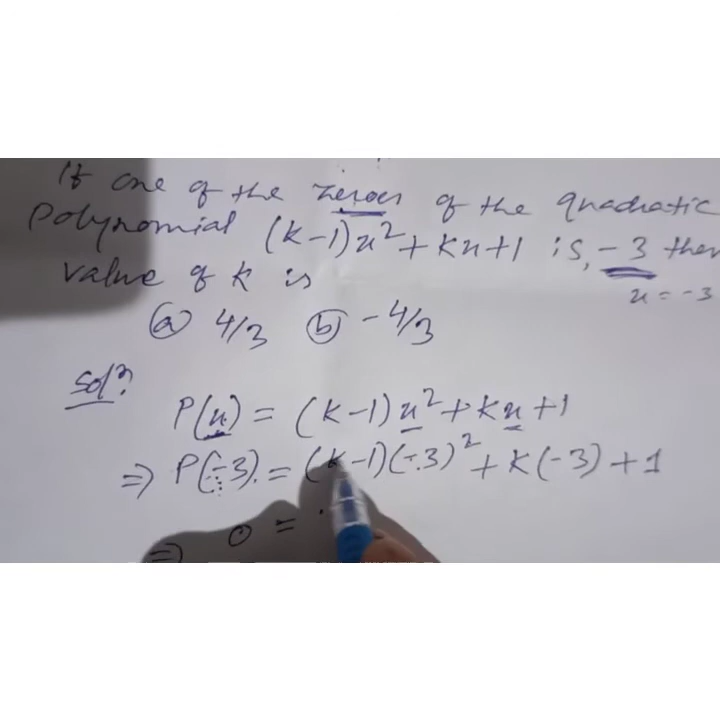 If one of the zeroes of the quadratic
Polynomial (k-1)x²+kx+1 is, -3 then
value of k is
x = -3
(a) 4/3 (b) -4/3
Solⁿ:
P(x) = (k-1)x²+kx+1
⇒ P(-3) = (k-1)(-3)²+k(-3)+1
⇒ 0 =